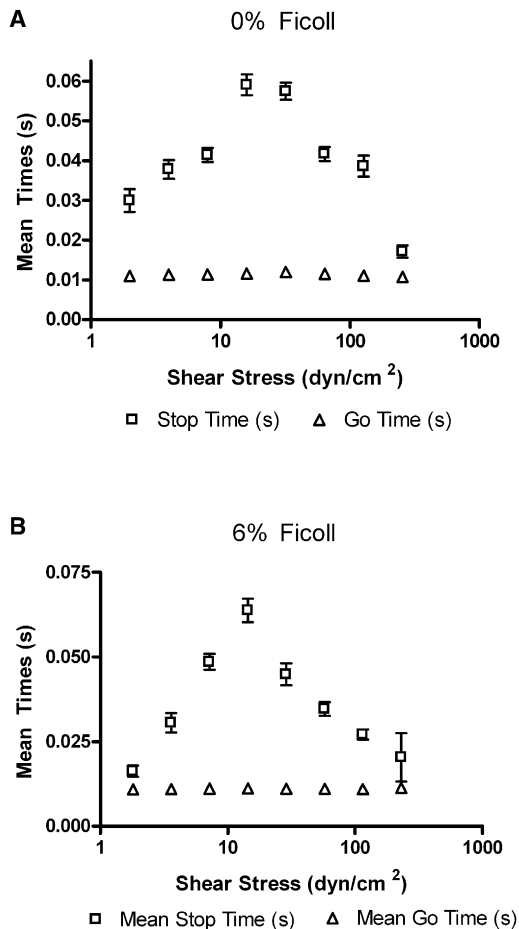 A
0% Ficoll
Mean Times (s)
0.06
0.05
0.04
0.03
0.02
0.01
0.00
1 10 100 1000
Shear Stress (dyn/cm 2)
Stop Time (s) Go Time (s)
B
6% Ficoll
Mean Times (s)
0.075
0.050
0.025
0.000
1 10 100 1000
Shear Stress (dyn/cm 2)
Mean Stop Time (s) Mean Go Time (s)